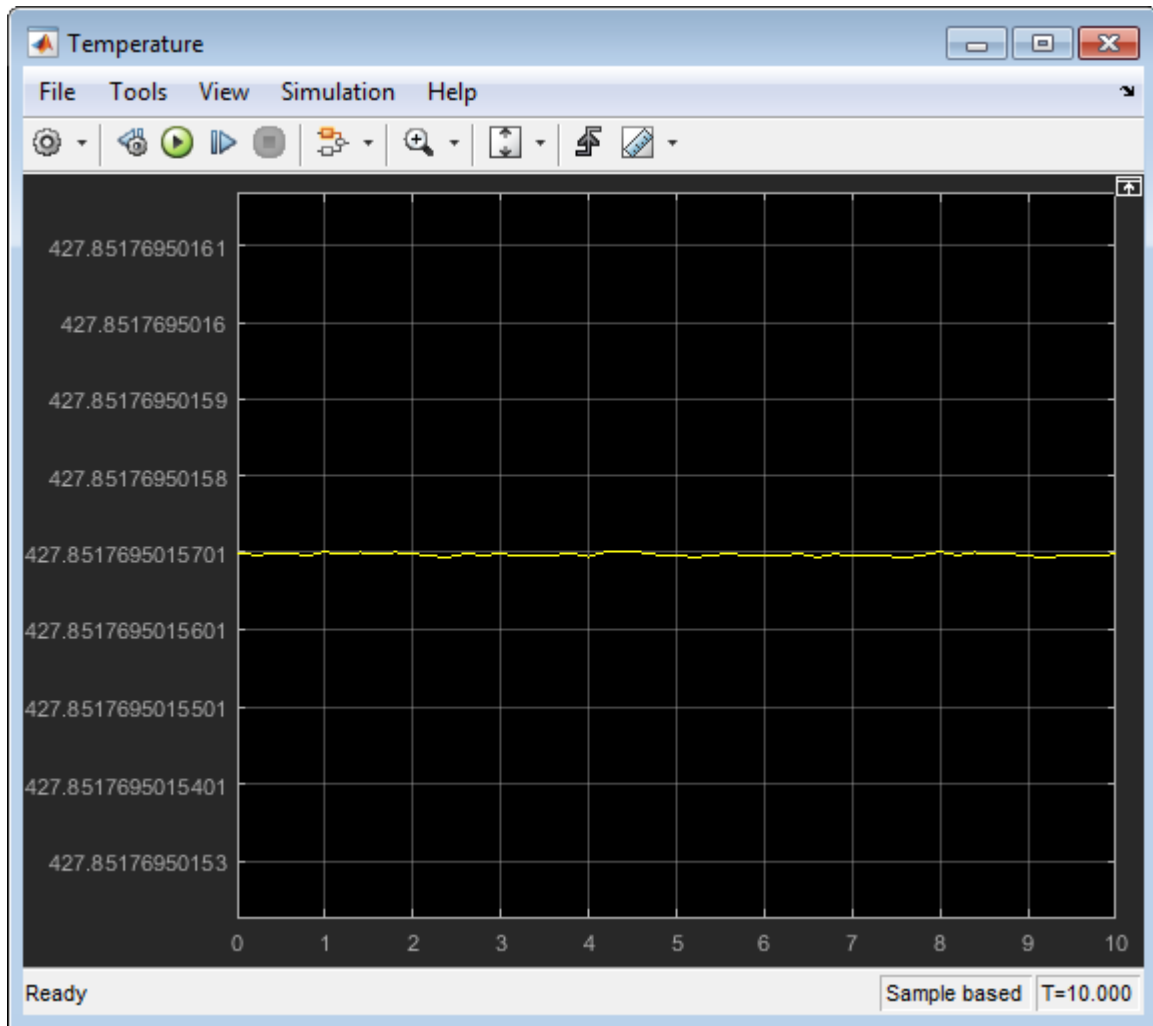 Temperature
File Tools View Simulation Help
427.85176950161
427.8517695016
427.85176950159
427.85176950158
427.8517695015701
427.8517695015601
427.8517695015501
427.8517695015401
427.85176950153
0 1 2 3 4 5 6 7 8 9 10
Ready Sample based T=10.000